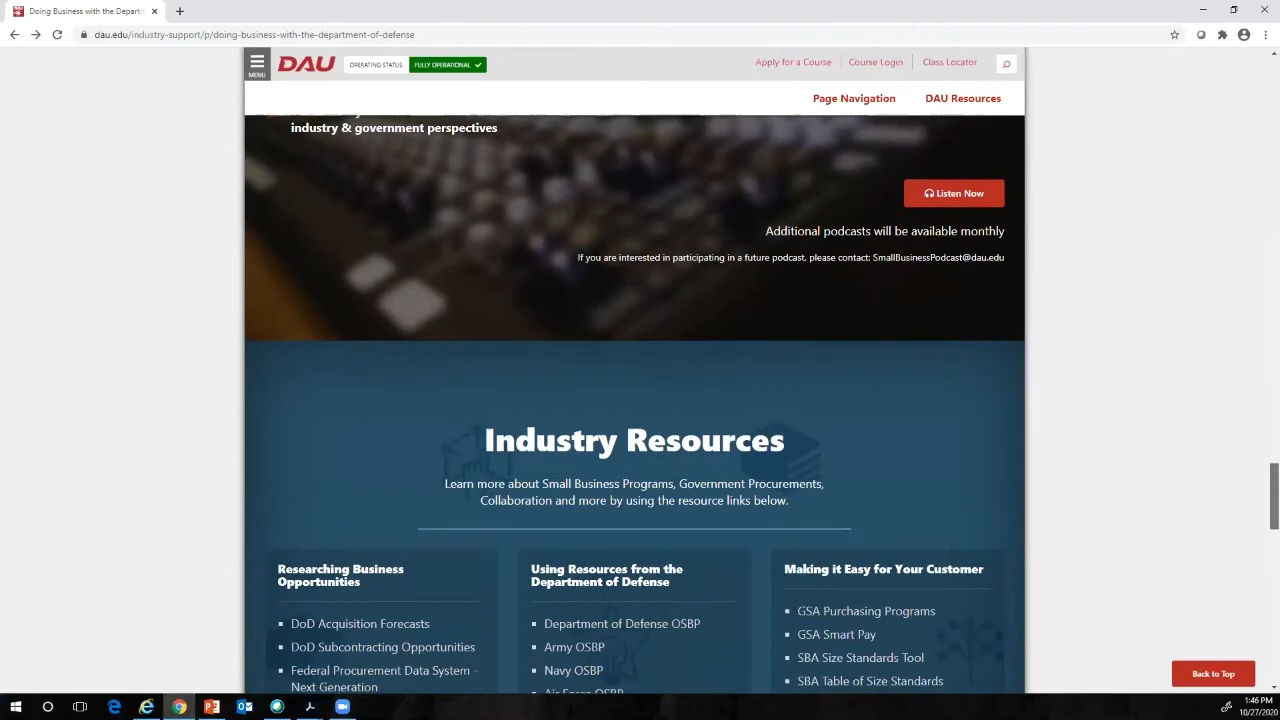 Doing Business with the Departm
dau.edu/industry-support/p/doing-business-with-the-department-of-defense
MENU
DAU
OPERATING STATUS
FULLY OPERATIONAL
Apply for a Course
Course Login
Class Locator
Page Navigation
DAU Resources
industry & government perspectives
Listen Now
Additional podcasts will be available monthly
If you are interested in participating in a future podcast, please contact: SmallBusinessPodcast@dau.edu
Industry Resources
Learn more about Small Business Programs, Government Procurements,
Collaboration and more by using the resource links below.
Researching Business
Opportunities
DoD Acquisition Forecasts
DoD Subcontracting Opportunities
Federal Procurement Data System -
Next Generation
Using Resources from the
Department of Defense
Department of Defense OSBP
Army OSBP
Navy OSBP
Air Force OSBP
Making it Easy for Your Customer
GSA Purchasing Programs
GSA Smart Pay
SBA Size Standards Tool
SBA Table of Size Standards
Back to Top
1:46 PM
10/27/2020